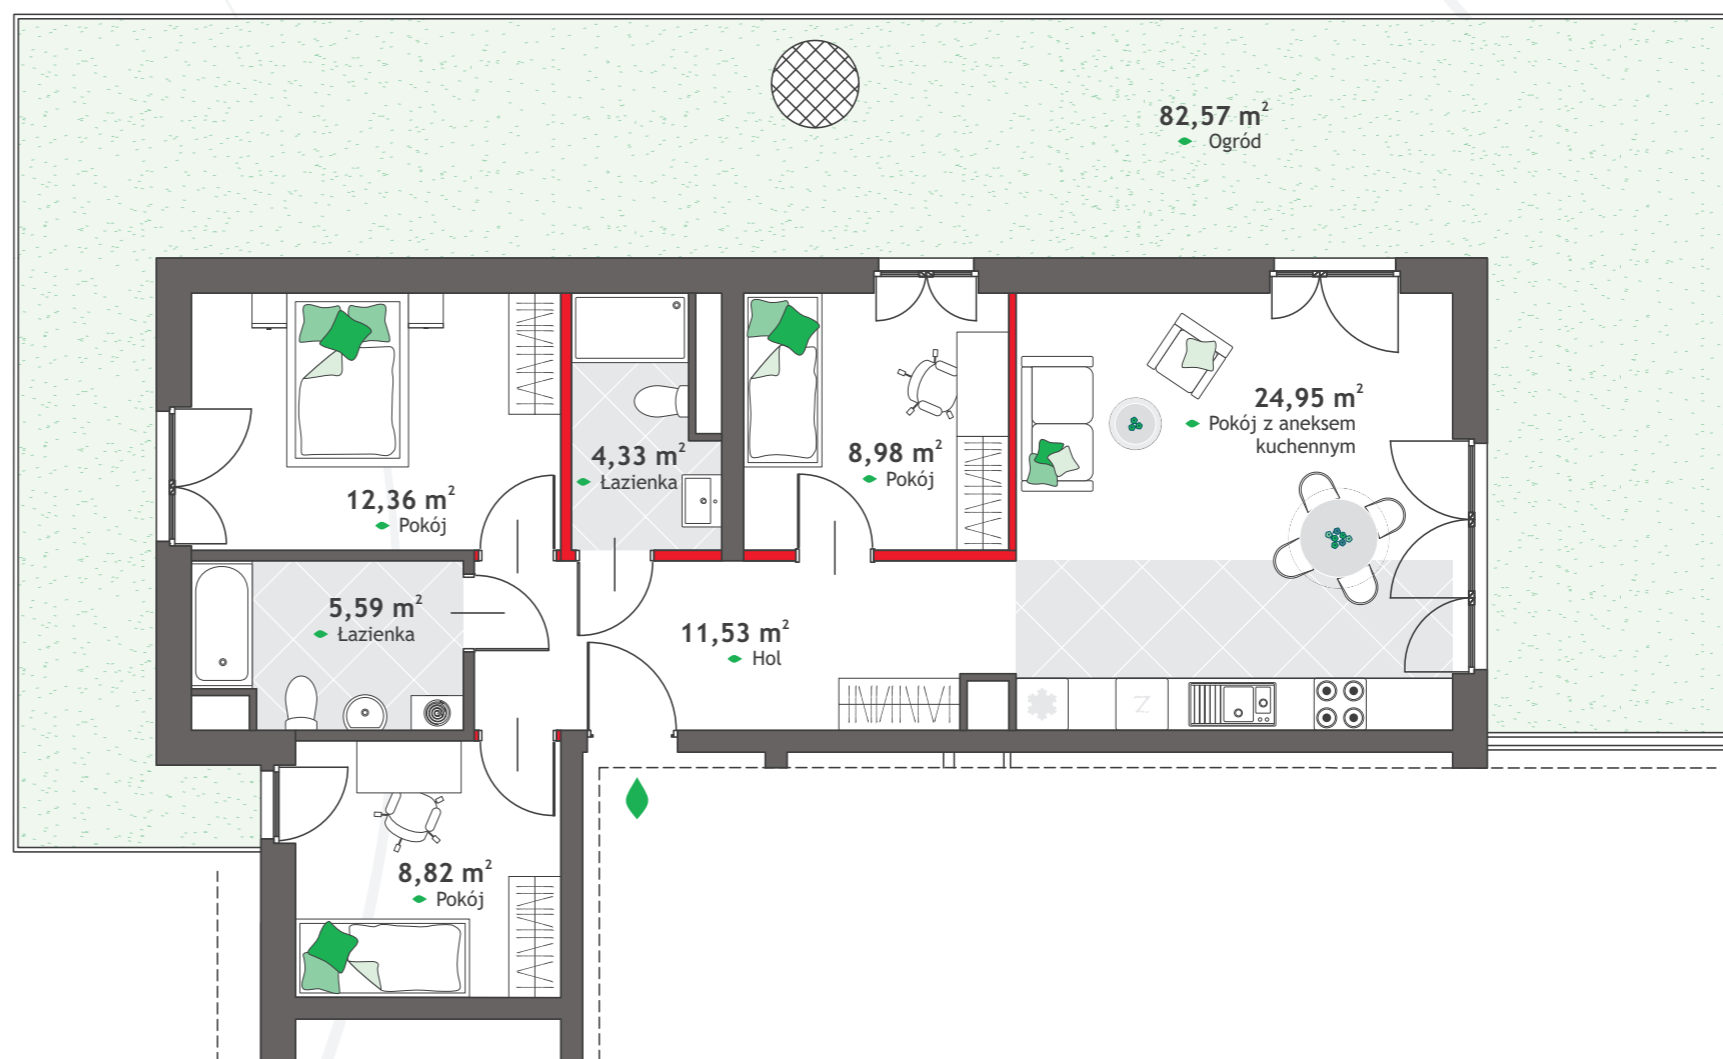 82,57 m²
Ogród
24,95 m²
Pokój z aneksem
kuchennym
4,33 m²
Łazienka
8,98 m²
Pokój
12,36 m²
Pokój
5,59 m²
Łazienka
11,53 m²
Hol
Z
8,82 m²
Pokój